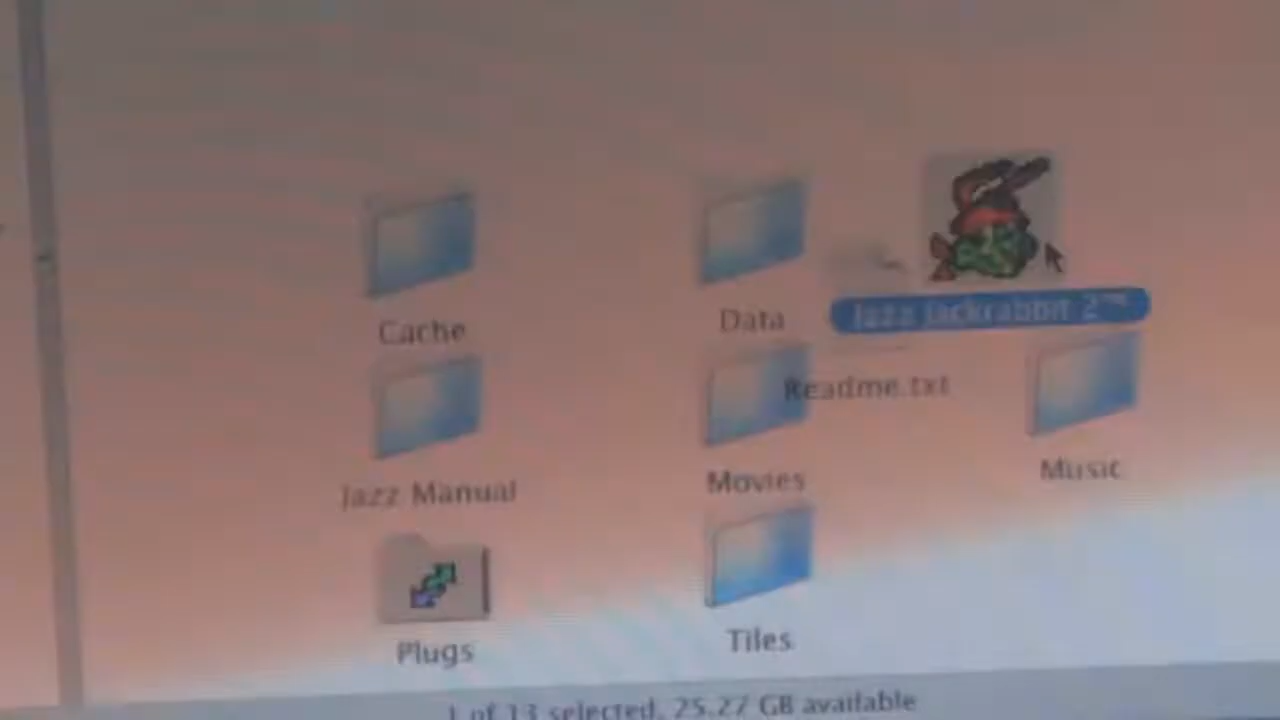 Cache
Data
Jazz Jackrabbit 2™
Readme.txt
Jazz Manual
Movies
Music
Plugs
Tiles
1 of 13 selected, 25.27 GB available